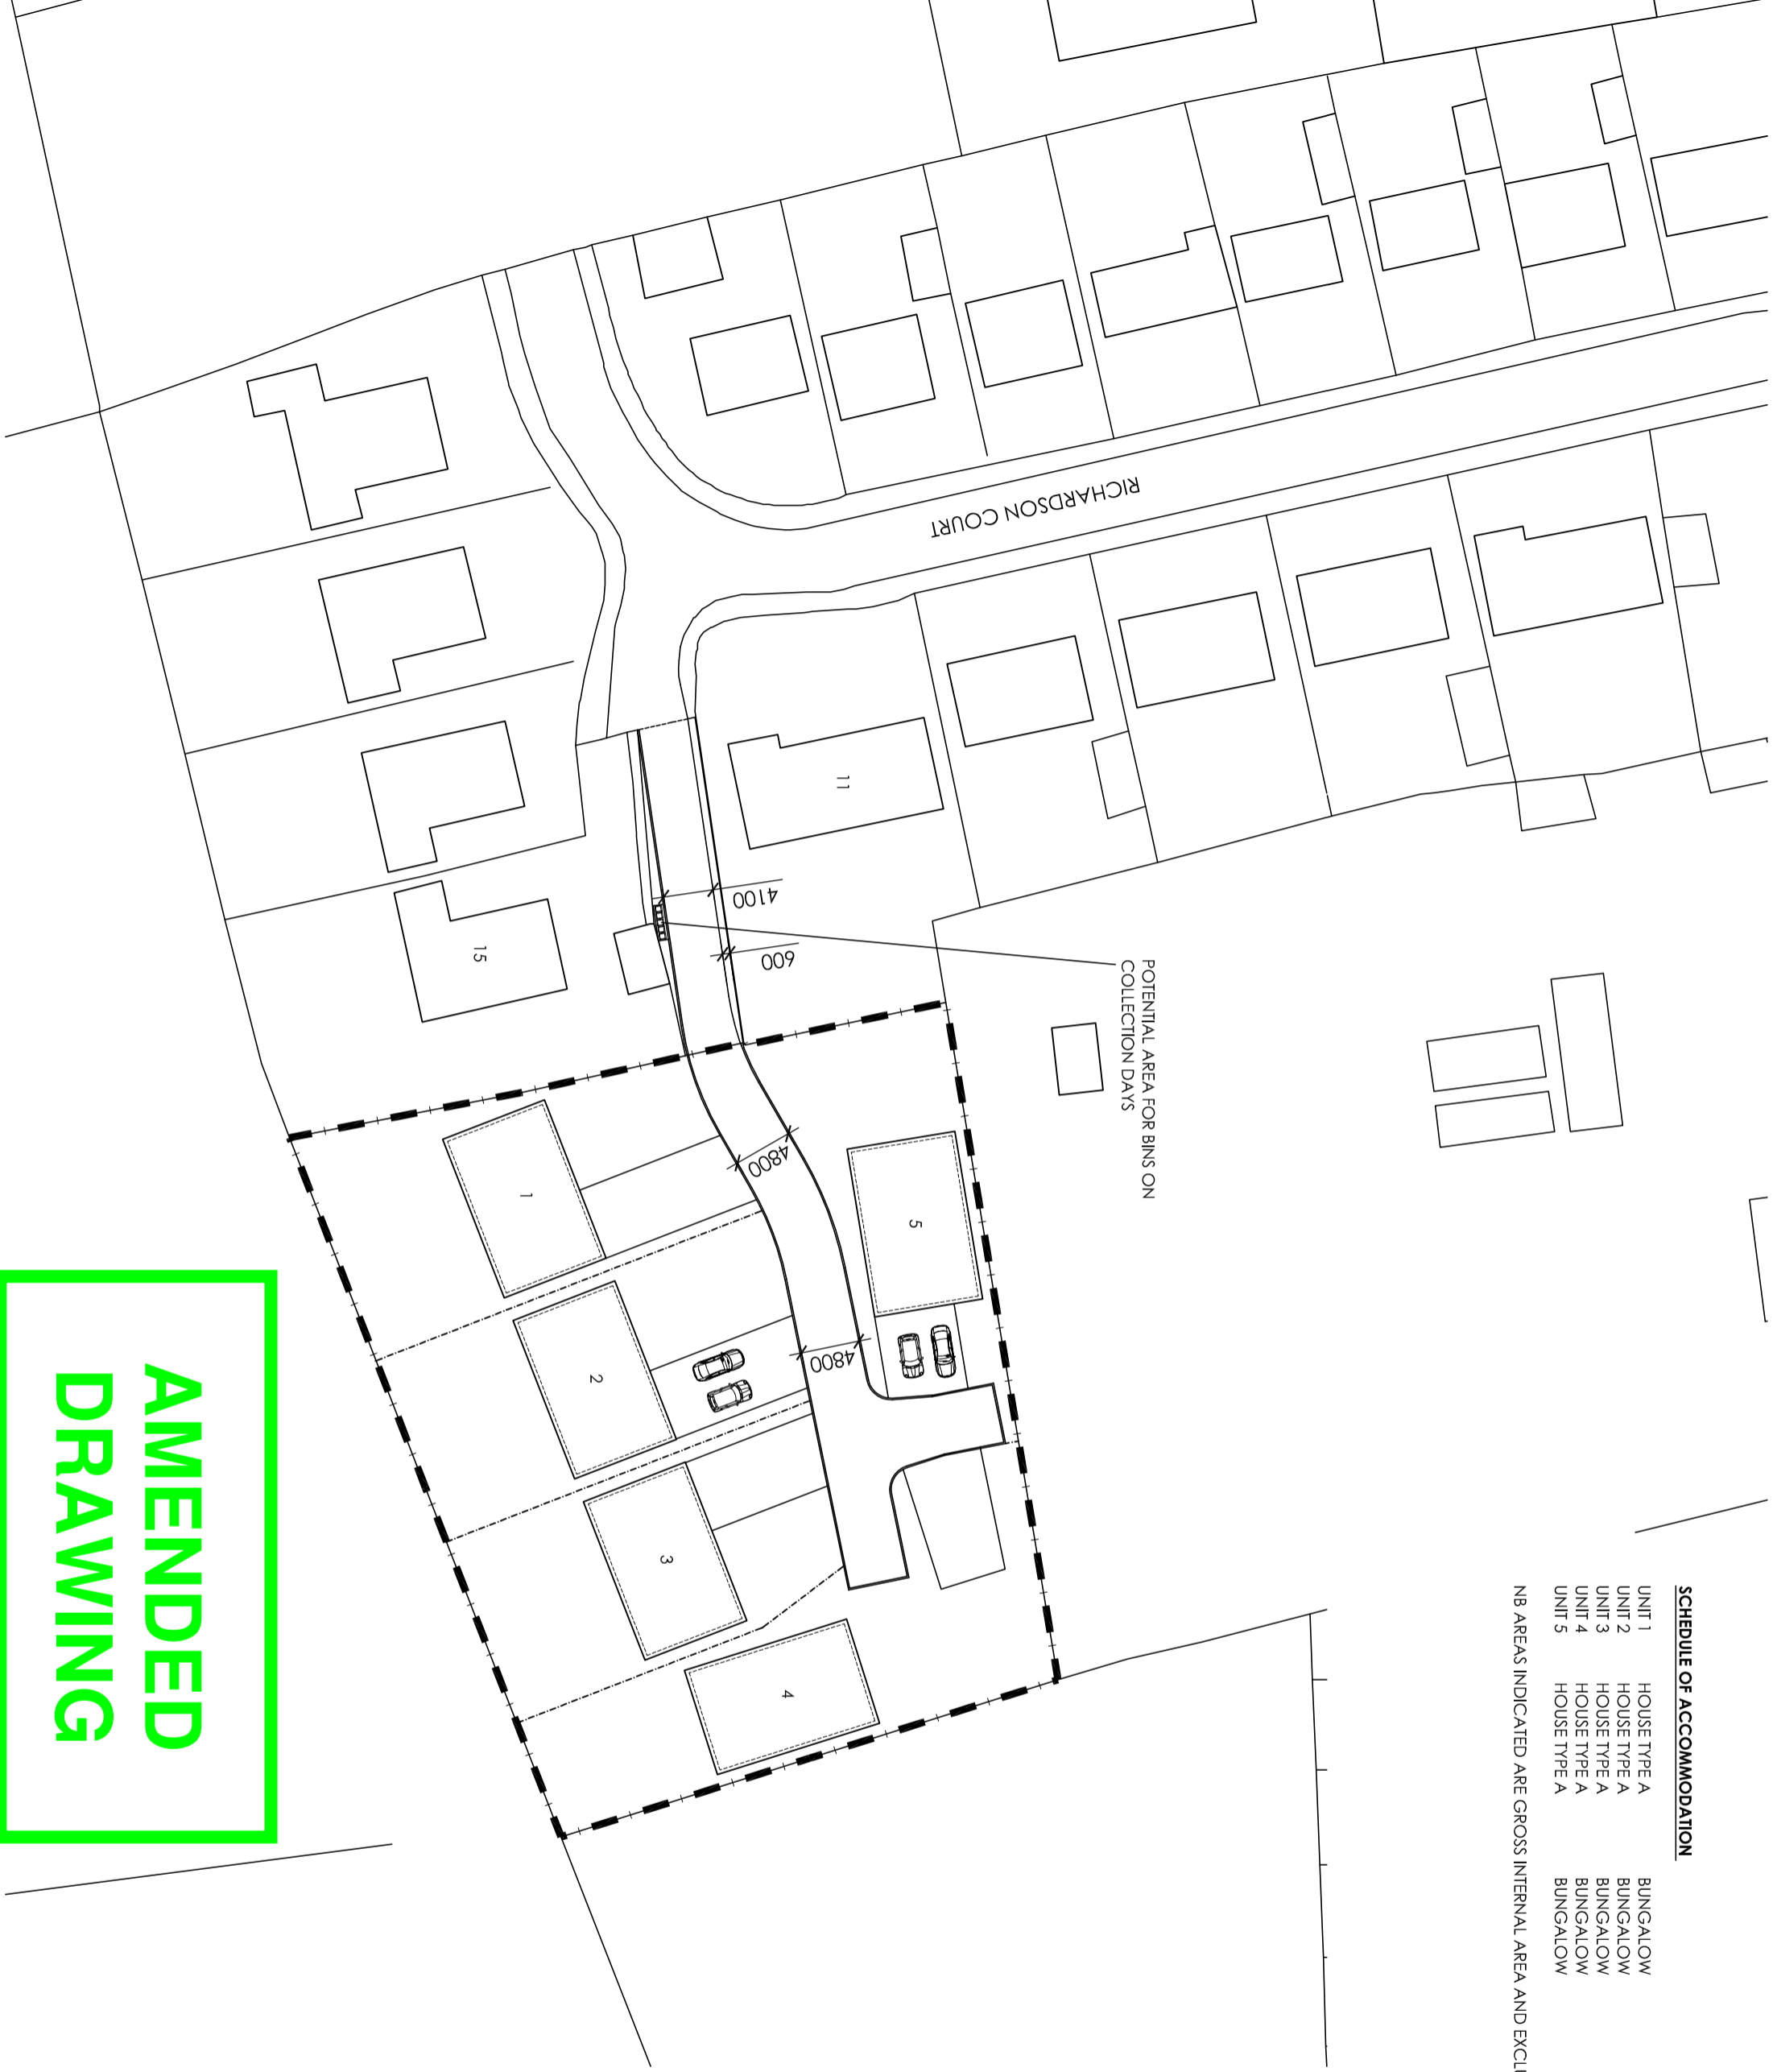 SCHEDULE OF ACCOMMODATION
UNIT 1 HOUSE TYPE A BUNGALOW
UNIT 2 HOUSE TYPE A BUNGALOW
UNIT 3 HOUSE TYPE A BUNGALOW
UNIT 4 HOUSE TYPE A BUNGALOW
UNIT 5 HOUSE TYPE A BUNGALOW
NB AREAS INDICATED ARE GROSS INTERNAL AREA AND
RICHARDSON COURT
POTENTIAL AREA FOR BINS ON
COLLECTION DAYS
11
15
4100
600
4800
4800
1
2
3
4
5
AMENDED
DRAWING